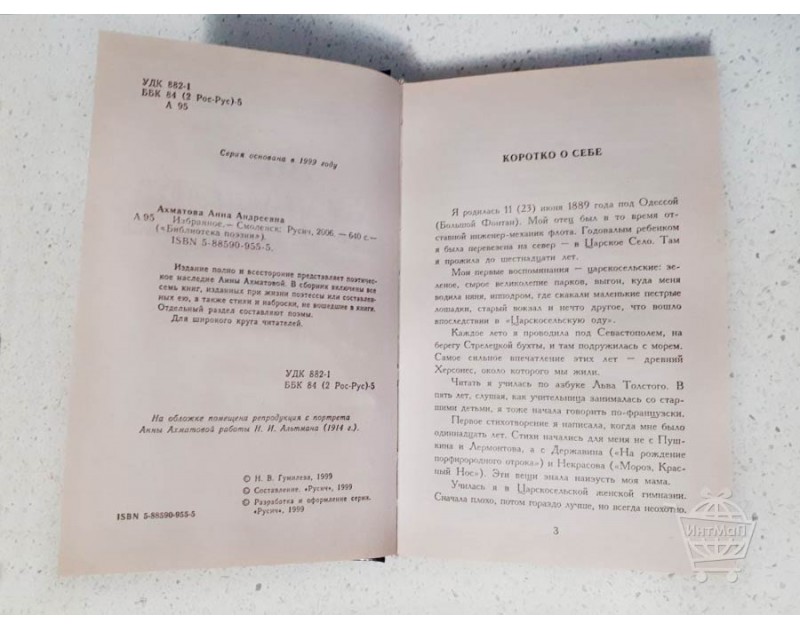 УДК 882-1
ББК 84 (2 Рос-Рус)-5
А 95
Серия основана в 1999 году
Ахматова Анна Андреевна
А 95 Избранное.— Смоленск: Русич, 2006. — 640 с.—
(«Библиотека поэзии»).
ISBN 5-88590-955-5.
Издание полно и всесторонне представляет поэтичес-
кое наследие Анны Ахматовой. В сборник включены все
семь книг, изданных при жизни поэтессы или составлен-
ных ею, а также стихи и наброски, не вошедшие в книги.
Отдельный раздел составляют поэмы.
Для широкого круга читателей.
УДК 882-1
ББК 84 (2 Рос-Рус)-5
На обложке помещена репродукция с портрета
Анны Ахматовой работы Н. И. Альтмана (1914 г.).
© Н. В. Гумилева, 1999
© Составление. «Русич», 1999
© Разработка и оформление серии.
«Русич», 1999
ISBN 5-88590-955-5
КОРОТКО О СЕБЕ
Я родилась 11 (23) июня 1889 года под Одессой
(Большой Фонтан). Мой отец был в то время от-
ставной инженер-механик флота. Годовалым ребенком
я была перевезена на север — в Царское Село. Там
я прожила до шестнадцати лет.
Мои первые воспоминания — царскосельские: зе-
леное, сырое великолепие парков, выгон, куда меня
водила няня, ипподром, где скакали маленькие пестрые
лошадки, старый вокзал и нечто другое, что вошло
впоследствии в «Царскосельскую оду».
Каждое лето я проводила под Севастополем, на
берегу Стрелецкой бухты, и там подружилась с морем.
Самое сильное впечатление этих лет — древний
Херсонес, около которого мы жили.
Читать я училась по азбуке Льва Толстого. В
пять лет, слушая, как учительница занималась со стар-
шими детьми, я тоже начала говорить по-французски.
Первое стихотворение я написала, когда мне было
одиннадцать лет. Стихи начались для меня не с Пуш-
кина и Лермонтова, а с Державина («На рождение
порфирородного отрока») и Некрасова («Мороз, Крас-
ный Нос»). Эти вещи знала наизусть моя мама.
Училась я в Царскосельской женской гимназии.
Сначала плохо, потом гораздо лучше, но всегда неохотно.
3
ИнтМаП